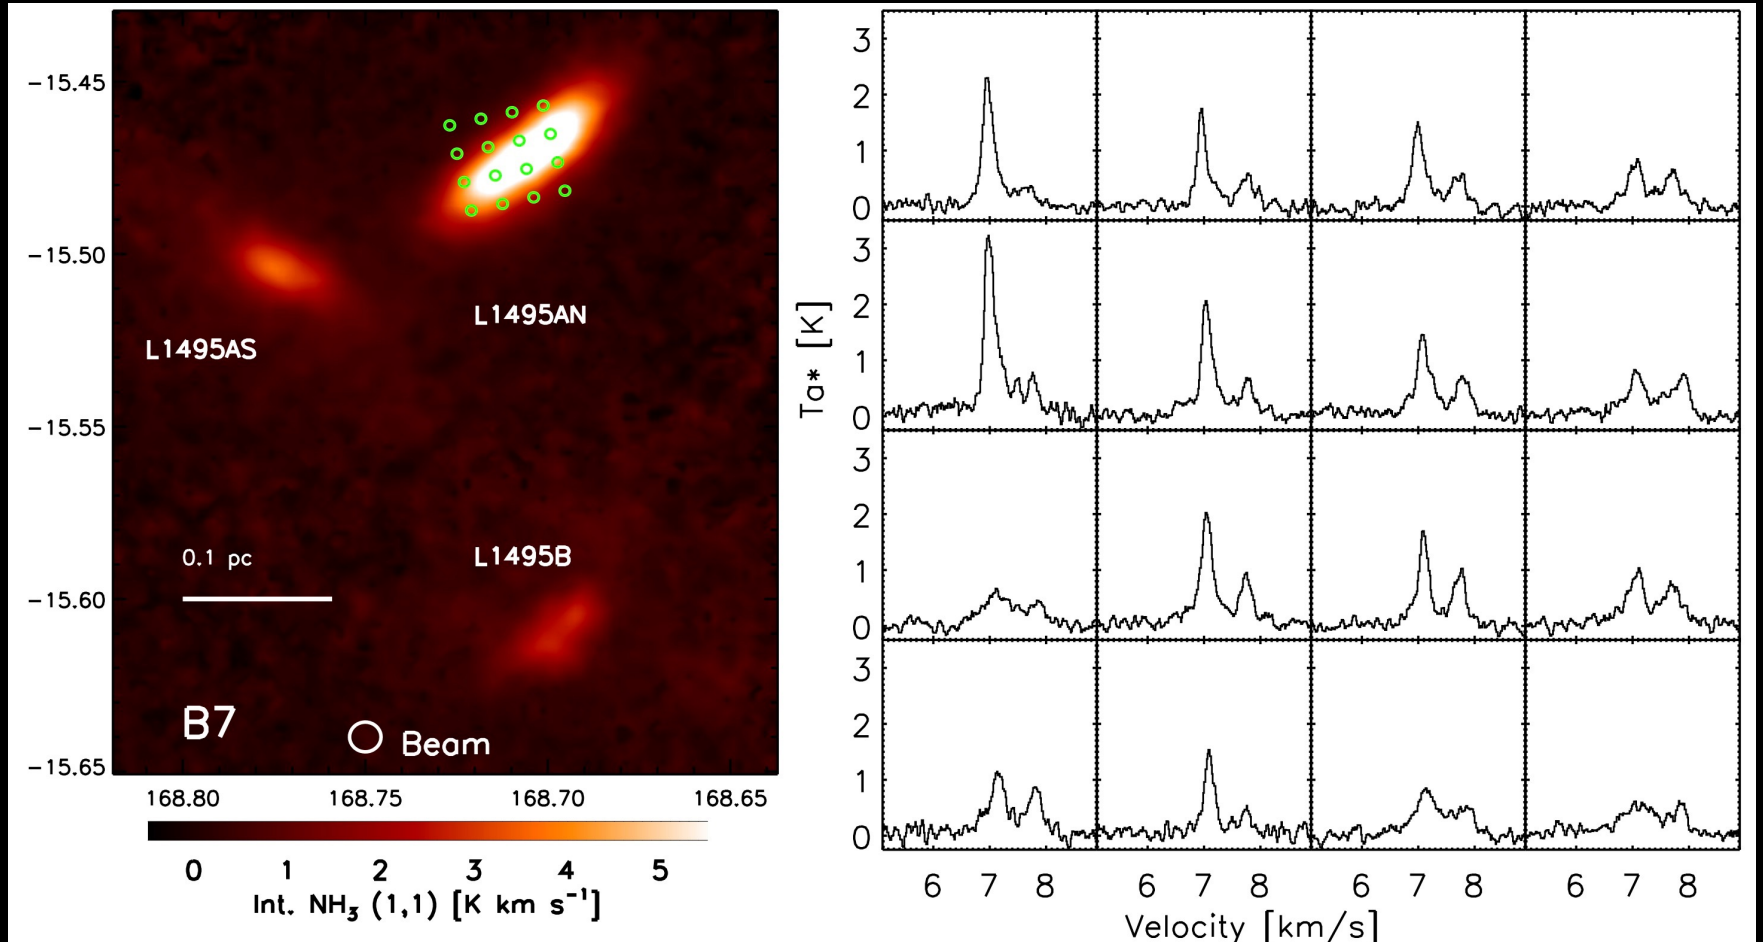 -15.45
-15.50
-15.55
-15.60
-15.65
L1495AN
L1495AS
L1495B
0.1 pc
B7
Beam
168.80 168.75 168.70 168.65
0 1 2 3 4 5
Int. NH₃ (1,1) [K km s⁻¹]
Ta* [K]
3
2
1
0
3
2
1
0
3
2
1
0
3
2
1
0
6 7 8 6 7 8 6 7 8 6 7 8
Velocity [km/s]